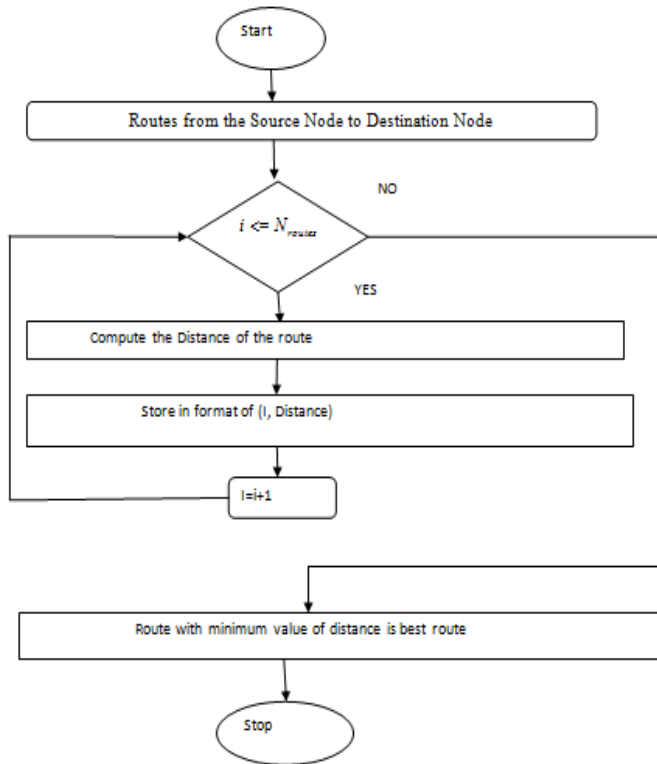 Start
Routes from the Source Node to Destination Node
NO
i <= N_routes
YES
Compute the Distance of the route
Store in format of (I, Distance)
I=i+1
Route with minimum value of distance is best route
Stop